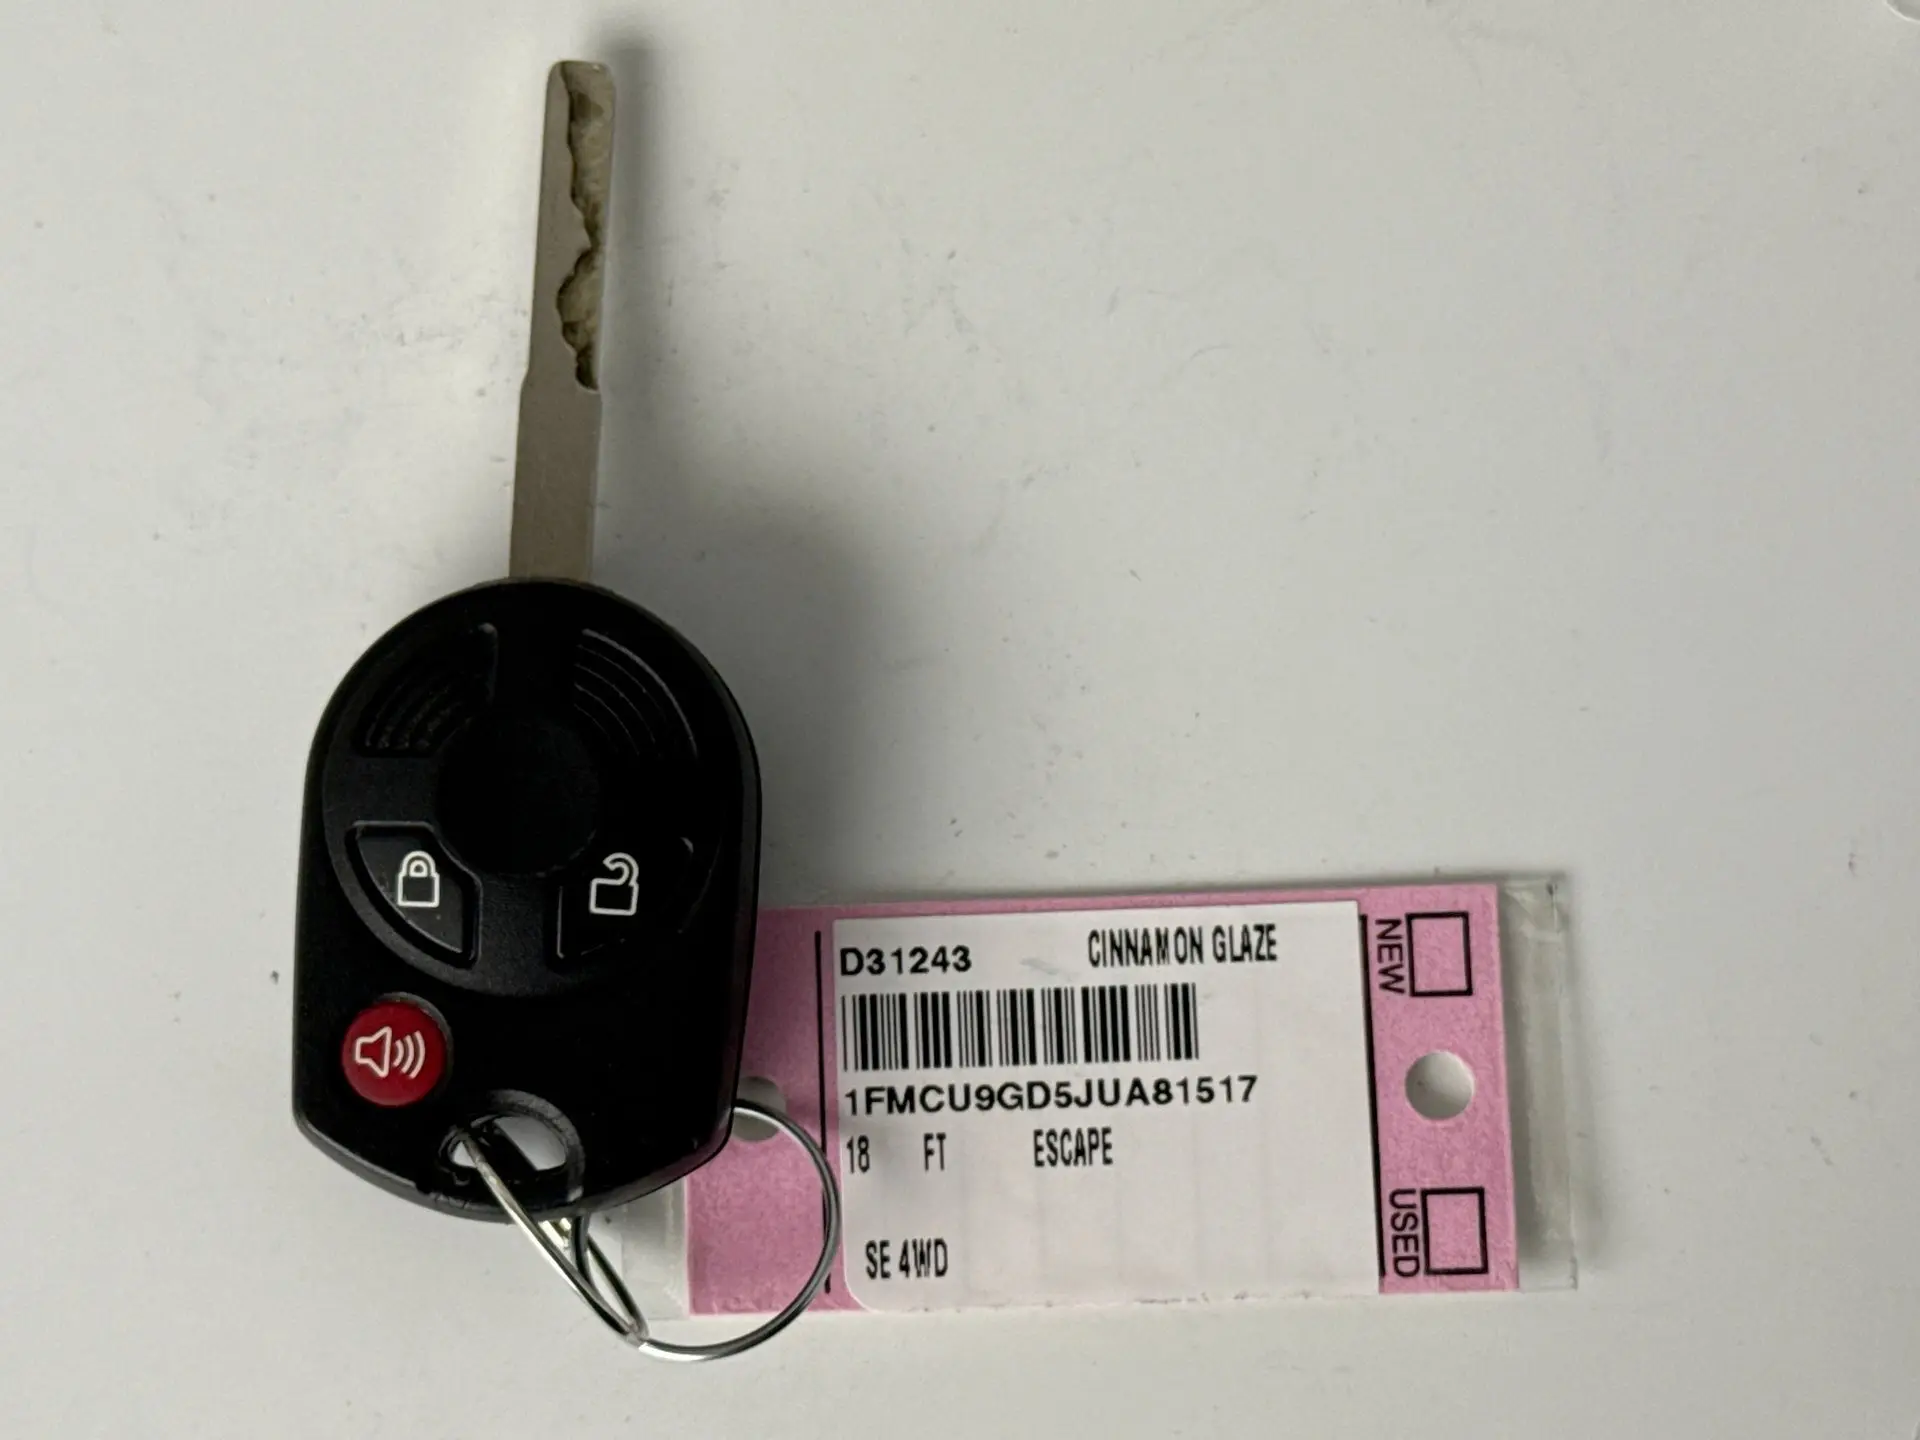 D31243 CINNAMON GLAZE
1FMCU9GD5JUA81517
18 FT ESCAPE
SE 4WD
NEW
USED